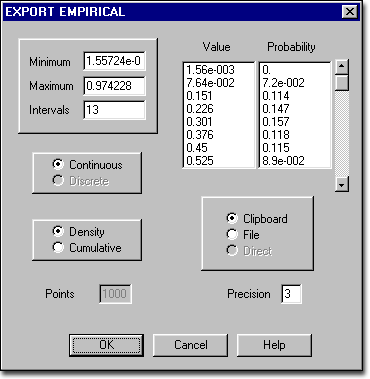 EXPORT EMPIRICAL
Minimum 1.55724e-0
Maximum 0.974228
Intervals 13
Value Probability
1.56e-003 0.
7.64e-002 7.2e-002
0.151 0.114
0.226 0.147
0.301 0.157
0.376 0.118
0.45 0.115
0.525 8.9e-002
Continuous
Discrete
Density
Cumulative
Clipboard
File
Direct
Points 1000
Precision 3
OK Cancel Help